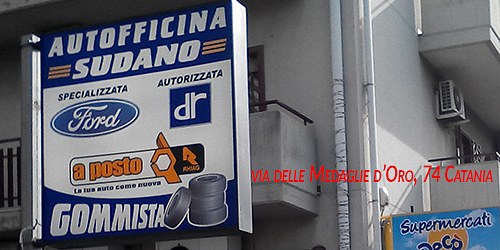 AUTOFFICINA
SUDANO
SPECIALIZZATA
AUTORIZZATA
Ford
dr
a posto
RHIAG
La tua auto come nuova
GOMMISTA
VIA DELLE MEDAGLIE D'ORO, 74 CATANIA
Supermercati